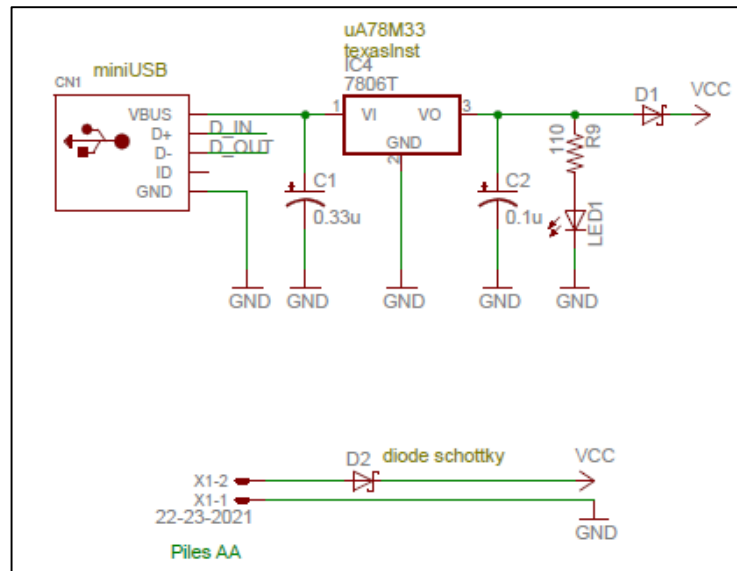 uA78M33
texasInst
IC4
7806T
miniUSB
CN1
VBUS
D+
D-
ID
GND
D_IN
D_OUT
1
VI
VO
3
GND
2
C1
0.33u
C2
0.1u
110
R9
LED1
D1
VCC
GND
GND
GND
GND
GND
D2
diode schottky
VCC
X1-2
X1-1
22-23-2021
GND
Piles AA